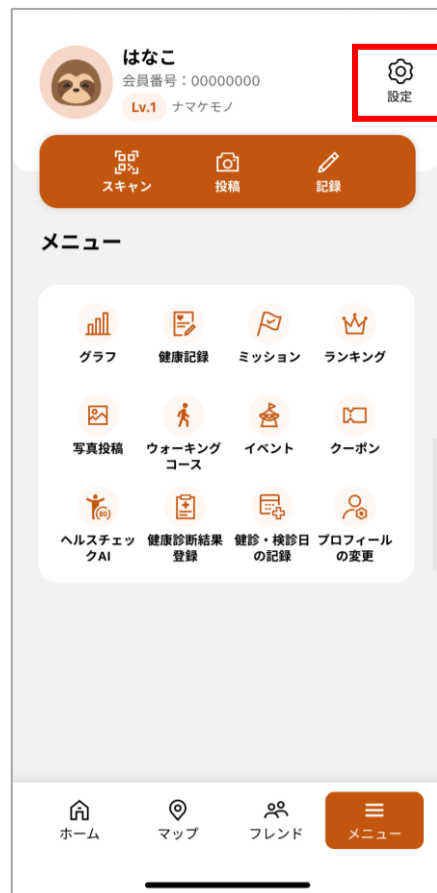 はなこ
会員番号：00000000
Lv.1 ナマケモノ
設定
スキャン 投稿 記録
メニュー
グラフ 健康記録 ミッション ランキング
写真投稿 ウォーキング イベント クーポン
コース
ヘルスチェッ 健康診断結果 健診・検診日 プロフィール
クAI 登録 の記録 の変更
ホーム マップ フレンド メニュー